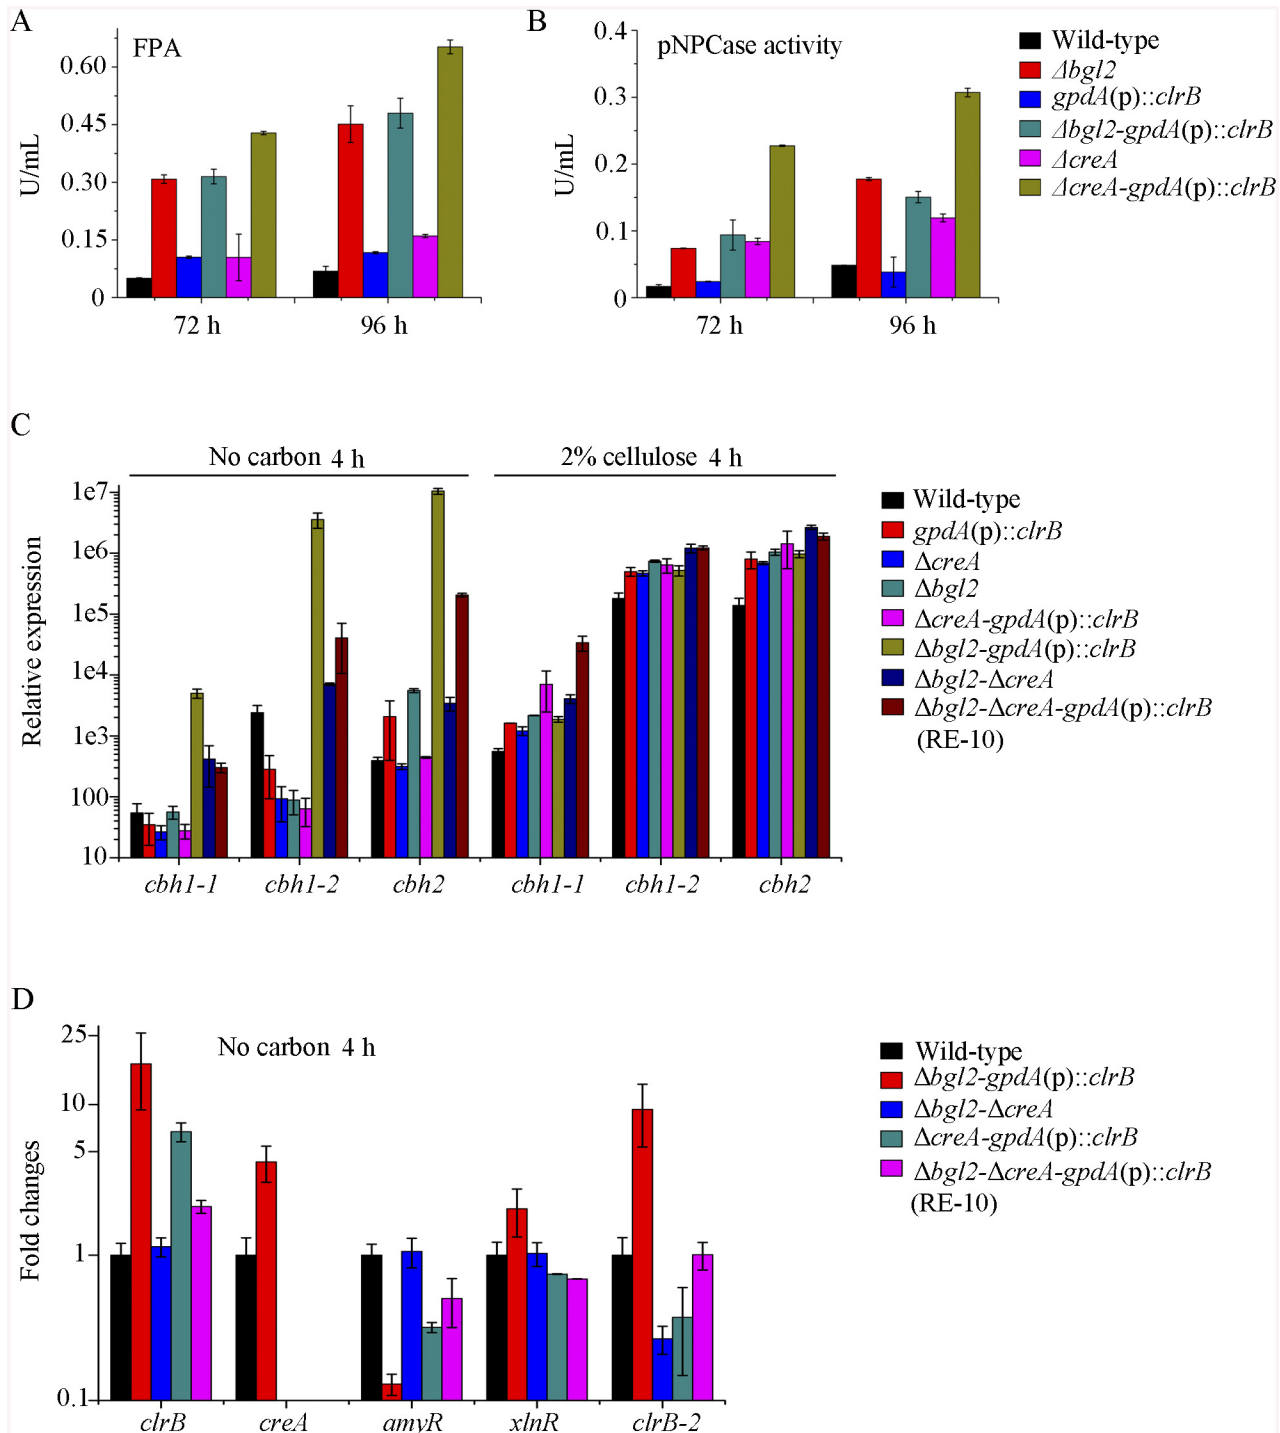 A
FPA
U/mL
0.60
0.45
0.30
0.15
0
72 h
96 h
B
pNPCase activity
U/mL
0.4
0.3
0.2
0.1
0
72 h
96 h
Wild-type
Δbgl2
gpdA(p)::clrB
Δbgl2-gpdA(p)::clrB
ΔcreA
ΔcreA-gpdA(p)::clrB
C
No carbon 4 h
2% cellulose 4 h
Relative expression
1e7
1e6
1e5
1e4
1e3
100
10
cbh1-1
cbh1-2
cbh2
cbh1-1
cbh1-2
cbh2
Wild-type
gpdA(p)::clrB
ΔcreA
Δbgl2
ΔcreA-gpdA(p)::clrB
Δbgl2-gpdA(p)::clrB
Δbgl2-ΔcreA
Δbgl2-ΔcreA-gpdA(p)::clrB
(RE-10)
D
No carbon 4 h
Fold changes
25
10
5
1
0.1
clrB
creA
amyR
xlnR
clrB-2
Wild-type
Δbgl2-gpdA(p)::clrB
Δbgl2-ΔcreA
ΔcreA-gpdA(p)::clrB
Δbgl2-ΔcreA-gpdA(p)::clrB
(RE-10)